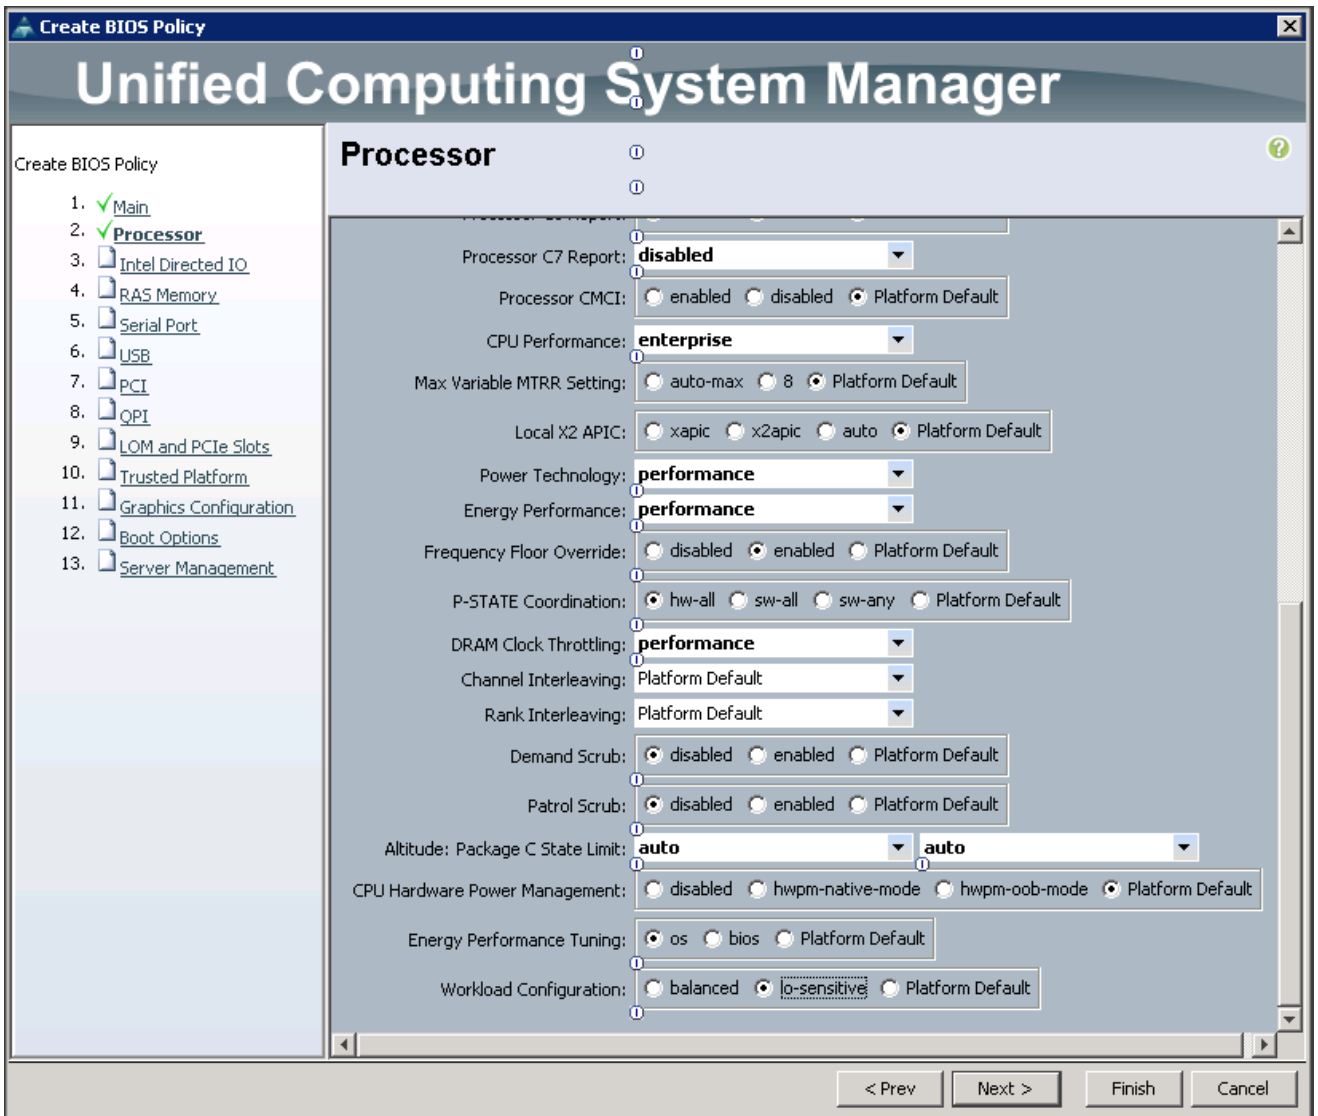 Create BIOS Policy
Unified Computing System Manager
Create BIOS Policy
1. Main
2. Processor
3. Intel Directed IO
4. RAS Memory
5. Serial Port
6. USB
7. PCI
8. QPI
9. LOM and PCIe Slots
10. Trusted Platform
11. Graphics Configuration
12. Boot Options
13. Server Management
Processor
Processor C7 Report: disabled
Processor CMCI: enabled disabled Platform Default
CPU Performance: enterprise
Max Variable MTRR Setting: auto-max 8 Platform Default
Local X2 APIC: xapic x2apic auto Platform Default
Power Technology: performance
Energy Performance: performance
Frequency Floor Override: disabled enabled Platform Default
P-STATE Coordination: hw-all sw-all sw-any Platform Default
DRAM Clock Throttling: performance
Channel Interleaving: Platform Default
Rank Interleaving: Platform Default
Demand Scrub: disabled enabled Platform Default
Patrol Scrub: disabled enabled Platform Default
Altitude: Package C State Limit: auto auto
CPU Hardware Power Management: disabled hwpm-native-mode hwpm-oob-mode Platform Default
Energy Performance Tuning: os bios Platform Default
Workload Configuration: balanced Io-sensitive Platform Default
< Prev Next > Finish Cancel